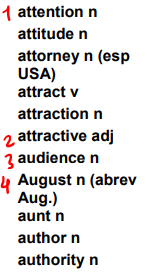 1 attention n
attitude n
attorney n (esp
USA)
attract v
attraction n
2 attractive adj
3 audience n
4 August n (abrev
Aug.)
aunt n
author n
authority n